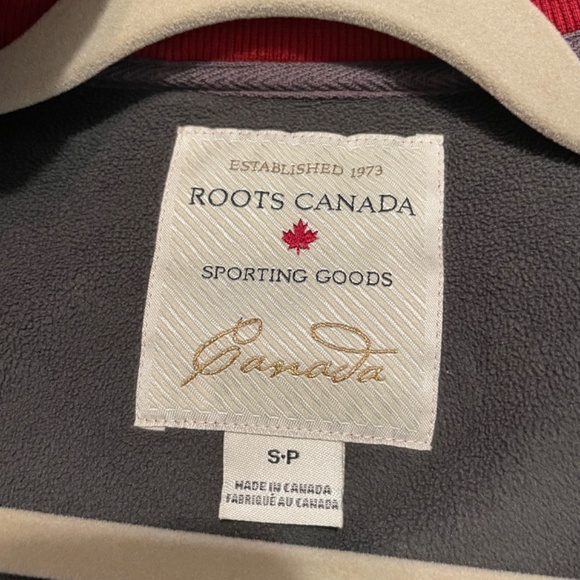 ESTABLISHED 1973
ROOTS CANADA
SPORTING GOODS
Canada
S•P
MADE IN CANADA
FABRIQUÉ AU CANADA